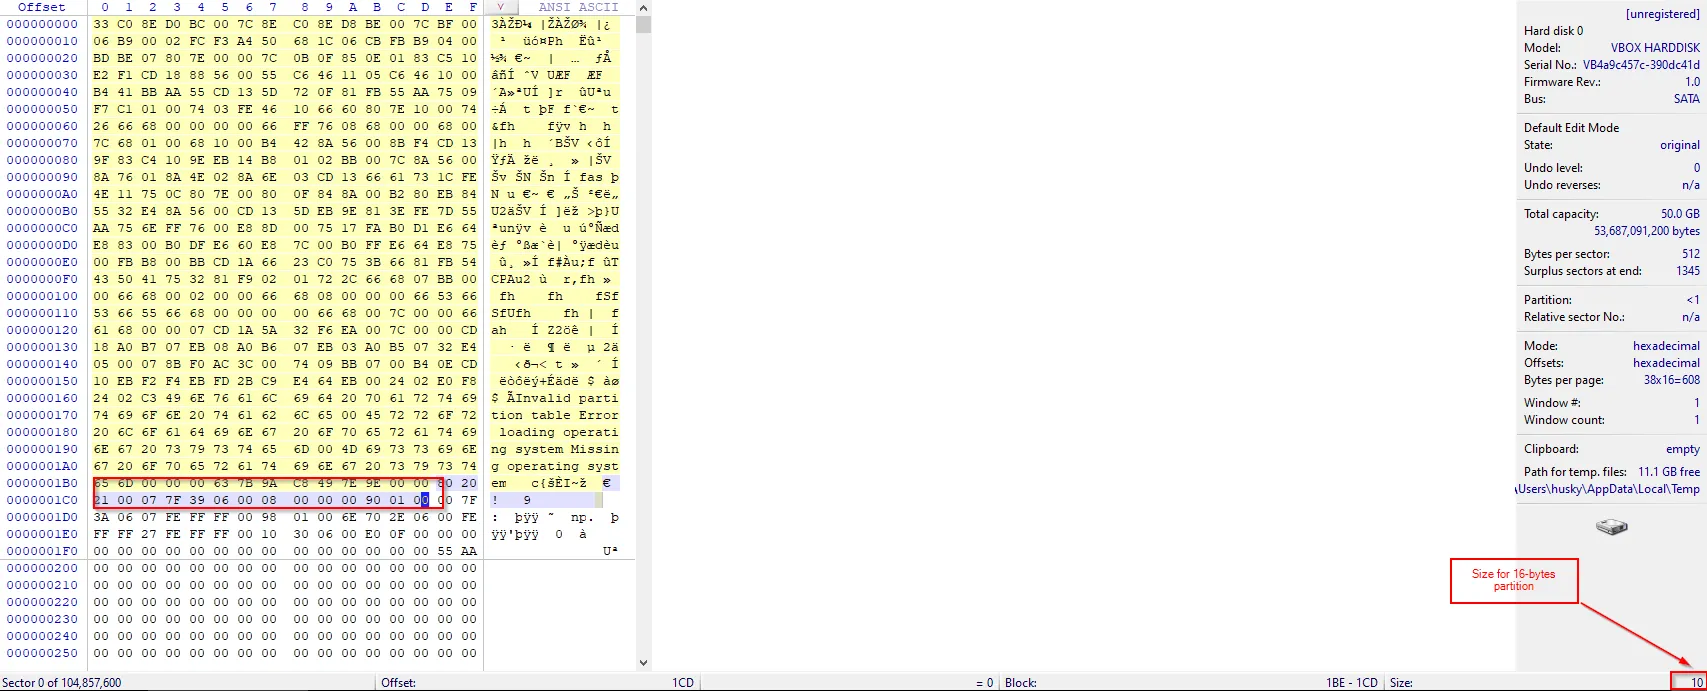 Offset 0 1 2 3 4 5 6 7 8 9 A B C D E F ANSI ASCII
000000000 33 C0 8E D0 BC 00 7C 8E C0 8E D8 BE 00 7C BF 00 3ÀŽÐ¼ |ŽÀŽØ¾ |¿
000000010 06 B9 00 02 FC F3 A4 50 68 1C 06 CB FB B9 04 00 ¹ üó¤Ph Ëû¹
000000020 BD BE 07 80 7E 00 00 7C 0B 0F 85 0E 01 83 C5 10 ½¾ €~ | … ƒÅ
000000030 E2 F1 CD 18 88 56 00 55 C6 46 11 05 C6 46 10 00 âñÍ ˆV UÆF ÆF
000000040 B4 41 BB AA 55 CD 13 5D 72 0F 81 FB 55 AA 75 09 ´A»ªUÍ ]r ûUªu
000000050 F7 C1 01 00 74 03 FE 46 10 66 60 80 7E 10 00 74 ÷Á t þF f`€~ t
000000060 26 66 68 00 00 00 00 66 FF 76 08 68 00 00 68 00 &fh fÿv h h
000000070 7C 68 01 00 68 10 00 B4 42 8A 56 00 8B F4 CD 13 |h h ´BŠV ‹ôÍ
000000080 9F 83 C4 10 9E EB 14 B8 01 02 BB 00 7C 8A 56 00 ŸƒÄ žë ¸ » |ŠV
000000090 8A 76 01 8A 4E 02 8A 6E 03 CD 13 66 61 73 1C FE Šv ŠN Šn Í fas þ
0000000A0 4E 11 75 0C 80 7E 00 80 0F 84 8A 00 B2 80 EB 84 N u €~ € „Š ²€ë„
0000000B0 55 32 E4 8A 56 00 CD 13 5D EB 9E 81 3E FE 7D 55 U2äŠV Í ]ëž >þ}U
0000000C0 AA 75 6E FF 76 00 E8 8D 00 75 17 FA B0 D1 E6 64 ªunÿv è u ú°Ñæd
0000000D0 E8 83 00 B0 DF E6 60 E8 7C 00 B0 FF E6 64 E8 75 èƒ °ßæ`è| °ÿædèu
0000000E0 00 FB B8 00 BB CD 1A 66 23 C0 75 3B 66 81 FB 54 û¸ »Í f#Àu;f ûT
0000000F0 43 50 41 75 32 81 F9 02 01 72 2C 66 68 07 BB 00 CPAu2 ù r,fh »
000000100 00 66 68 00 02 00 00 66 68 08 00 00 00 66 53 66 fh fh fSf
000000110 53 66 55 66 68 00 00 00 00 66 68 00 7C 00 00 66 SfUfh fh | f
000000120 61 68 00 00 07 CD 1A 5A 32 F6 EA 00 7C 00 00 CD ah Í Z2öê | Í
000000130 18 A0 B7 07 EB 08 A0 B6 07 EB 03 A0 B5 07 32 E4 · ë ¶ ë µ 2ä
000000140 05 00 07 8B F0 AC 3C 00 74 09 BB 07 00 B4 0E CD ‹ð¬< t » ´ Í
000000150 10 EB F2 F4 EB FD 2B C9 E4 64 EB 00 24 02 E0 F8 ëòôëý+Éädë $ àø
000000160 24 02 C3 49 6E 76 61 6C 69 64 20 70 61 72 74 69 $ ÃInvalid parti
000000170 74 69 6F 6E 20 74 61 62 6C 65 00 45 72 72 6F 72 tion table Error
000000180 20 6C 6F 61 64 69 6E 67 20 6F 70 65 72 61 74 69 loading operati
000000190 6E 67 20 73 79 73 74 65 6D 00 4D 69 73 73 69 6E ng system Missin
0000001A0 67 20 6F 70 65 72 61 74 69 6E 67 20 73 79 73 74 g operating syst
0000001B0 65 6D 00 00 00 63 7B 9A C8 49 7E 9E 00 00 80 20 em c{šÈI~ž €
0000001C0 21 00 07 7F 39 06 00 08 00 00 00 90 01 00 00 7F ! 9
0000001D0 3A 06 07 FE FF FF 00 98 01 00 6E 70 2E 06 00 FE : þÿÿ ˜ np. þ
0000001E0 FF FF 27 FE FF FF 00 10 30 06 00 E0 0F 00 00 00 ÿÿ'þÿÿ 0 à
0000001F0 00 00 00 00 00 00 00 00 00 00 00 00 00 00 55 AA Uª
000000200 00 00 00 00 00 00 00 00 00 00 00 00 00 00 00 00
000000210 00 00 00 00 00 00 00 00 00 00 00 00 00 00 00 00
000000220 00 00 00 00 00 00 00 00 00 00 00 00 00 00 00 00
000000230 00 00 00 00 00 00 00 00 00 00 00 00 00 00 00 00
000000240 00 00 00 00 00 00 00 00 00 00 00 00 00 00 00 00
000000250 00 00 00 00 00 00 00 00 00 00 00 00 00 00 00 00
[unregistered]
Hard disk 0
Model: VBOX HARDDISK
Serial No.: VB4a9c457c-390dc41d
Firmware Rev.: 1.0
Bus: SATA
Default Edit Mode
State: original
Undo level: 0
Undo reverses: n/a
Total capacity: 50.0 GB
53,687,091,200 bytes
Bytes per sector: 512
Surplus sectors at end: 1345
Partition: <1
Relative sector No.: n/a
Mode: hexadecimal
Offsets: hexadecimal
Bytes per page: 38x16=608
Window #: 1
Window count: 1
Clipboard: empty
Path for temp. files: 11.1 GB free
\Users\husky\AppData\Local\Temp
Size for 16-bytes
partition
Sector 0 of 104,857,600 Offset: 1CD = 0 Block: 1BE - 1CD Size: 10